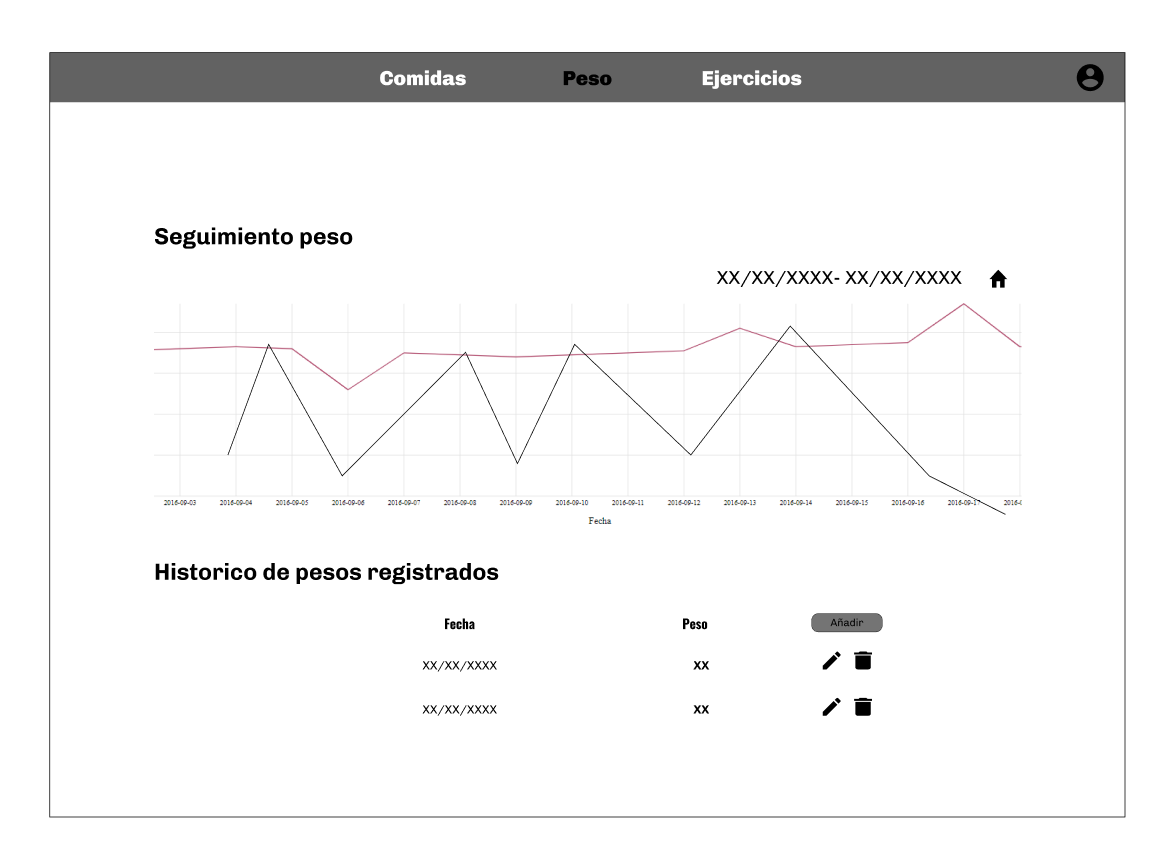 Comidas Peso Ejercicios
Seguimiento peso
XX/XX/XXXX- XX/XX/XXXX
2016-09-03 2016-09-04 2016-09-05 2016-09-06 2016-09-07 2016-09-08 2016-09-09 2016-09-10 2016-09-11 2016-09-12 2016-09-13 2016-09-14 2016-09-15 2016-09-16 2016-09-17
Fecha
Historico de pesos registrados
Fecha Peso Añadir
XX/XX/XXXX XX
XX/XX/XXXX XX